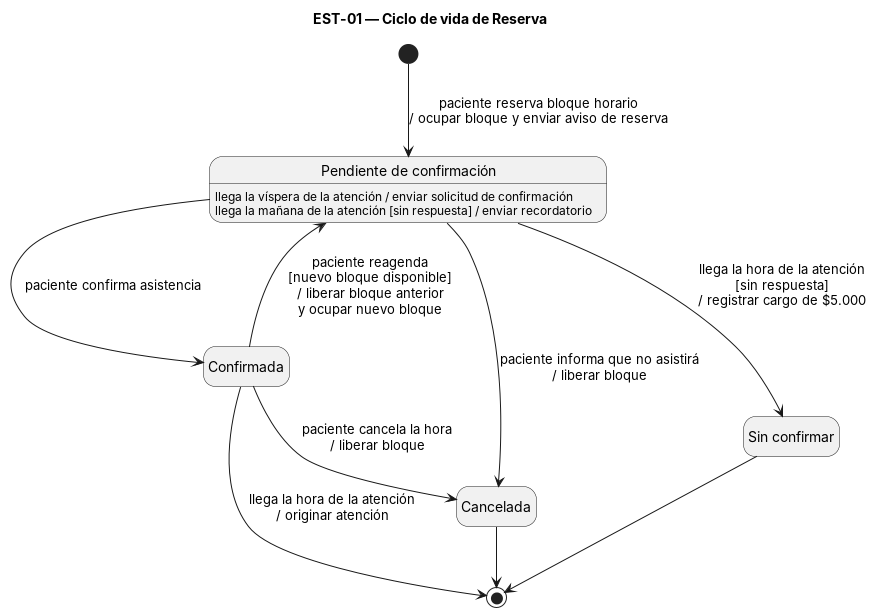 EST-01 — Ciclo de vida de Reserva
paciente reserva bloque horario
/ ocupar bloque y enviar aviso de reserva
Pendiente de confirmación
llega la víspera de la atención / enviar solicitud de confirmación
llega la mañana de la atención [sin respuesta] / enviar recordatorio
paciente confirma asistencia
paciente reagenda
[nuevo bloque disponible]
/ liberar bloque anterior
y ocupar nuevo bloque
llega la hora de la atención
[sin respuesta]
/ registrar cargo de $5.000
paciente informa que no asistirá
/ liberar bloque
Confirmada
paciente cancela la hora
/ liberar bloque
Sin confirmar
llega la hora de la atención
/ originar atención
Cancelada